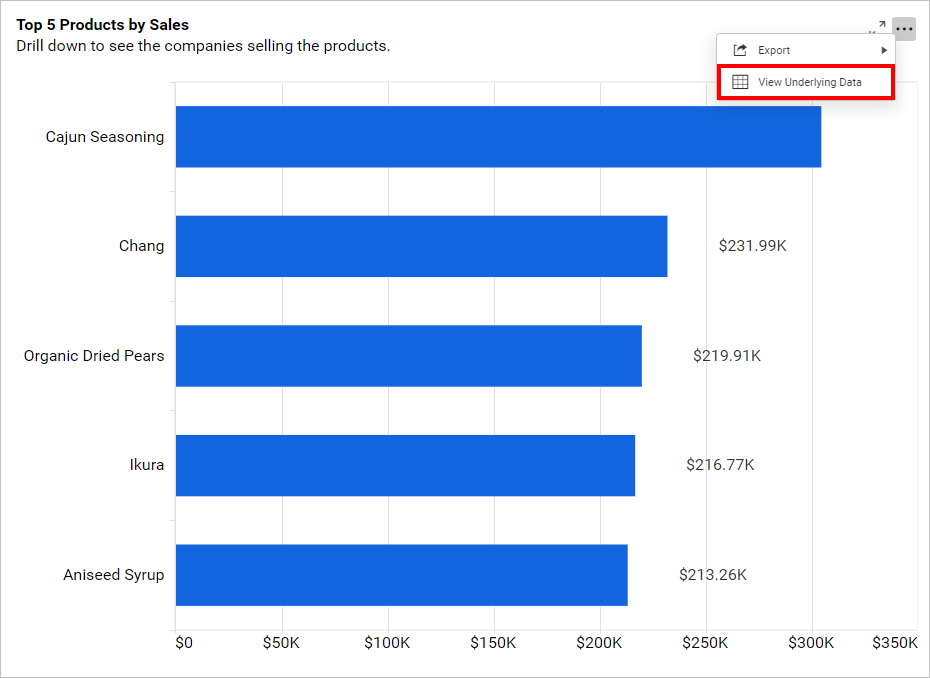 Top 5 Products by Sales
Drill down to see the companies selling the products.
Export
View Underlying Data
Cajun Seasoning
Chang
$231.99K
Organic Dried Pears
$219.91K
Ikura
$216.77K
Aniseed Syrup
$213.26K
$0 $50K $100K $150K $200K $250K $300K $350K